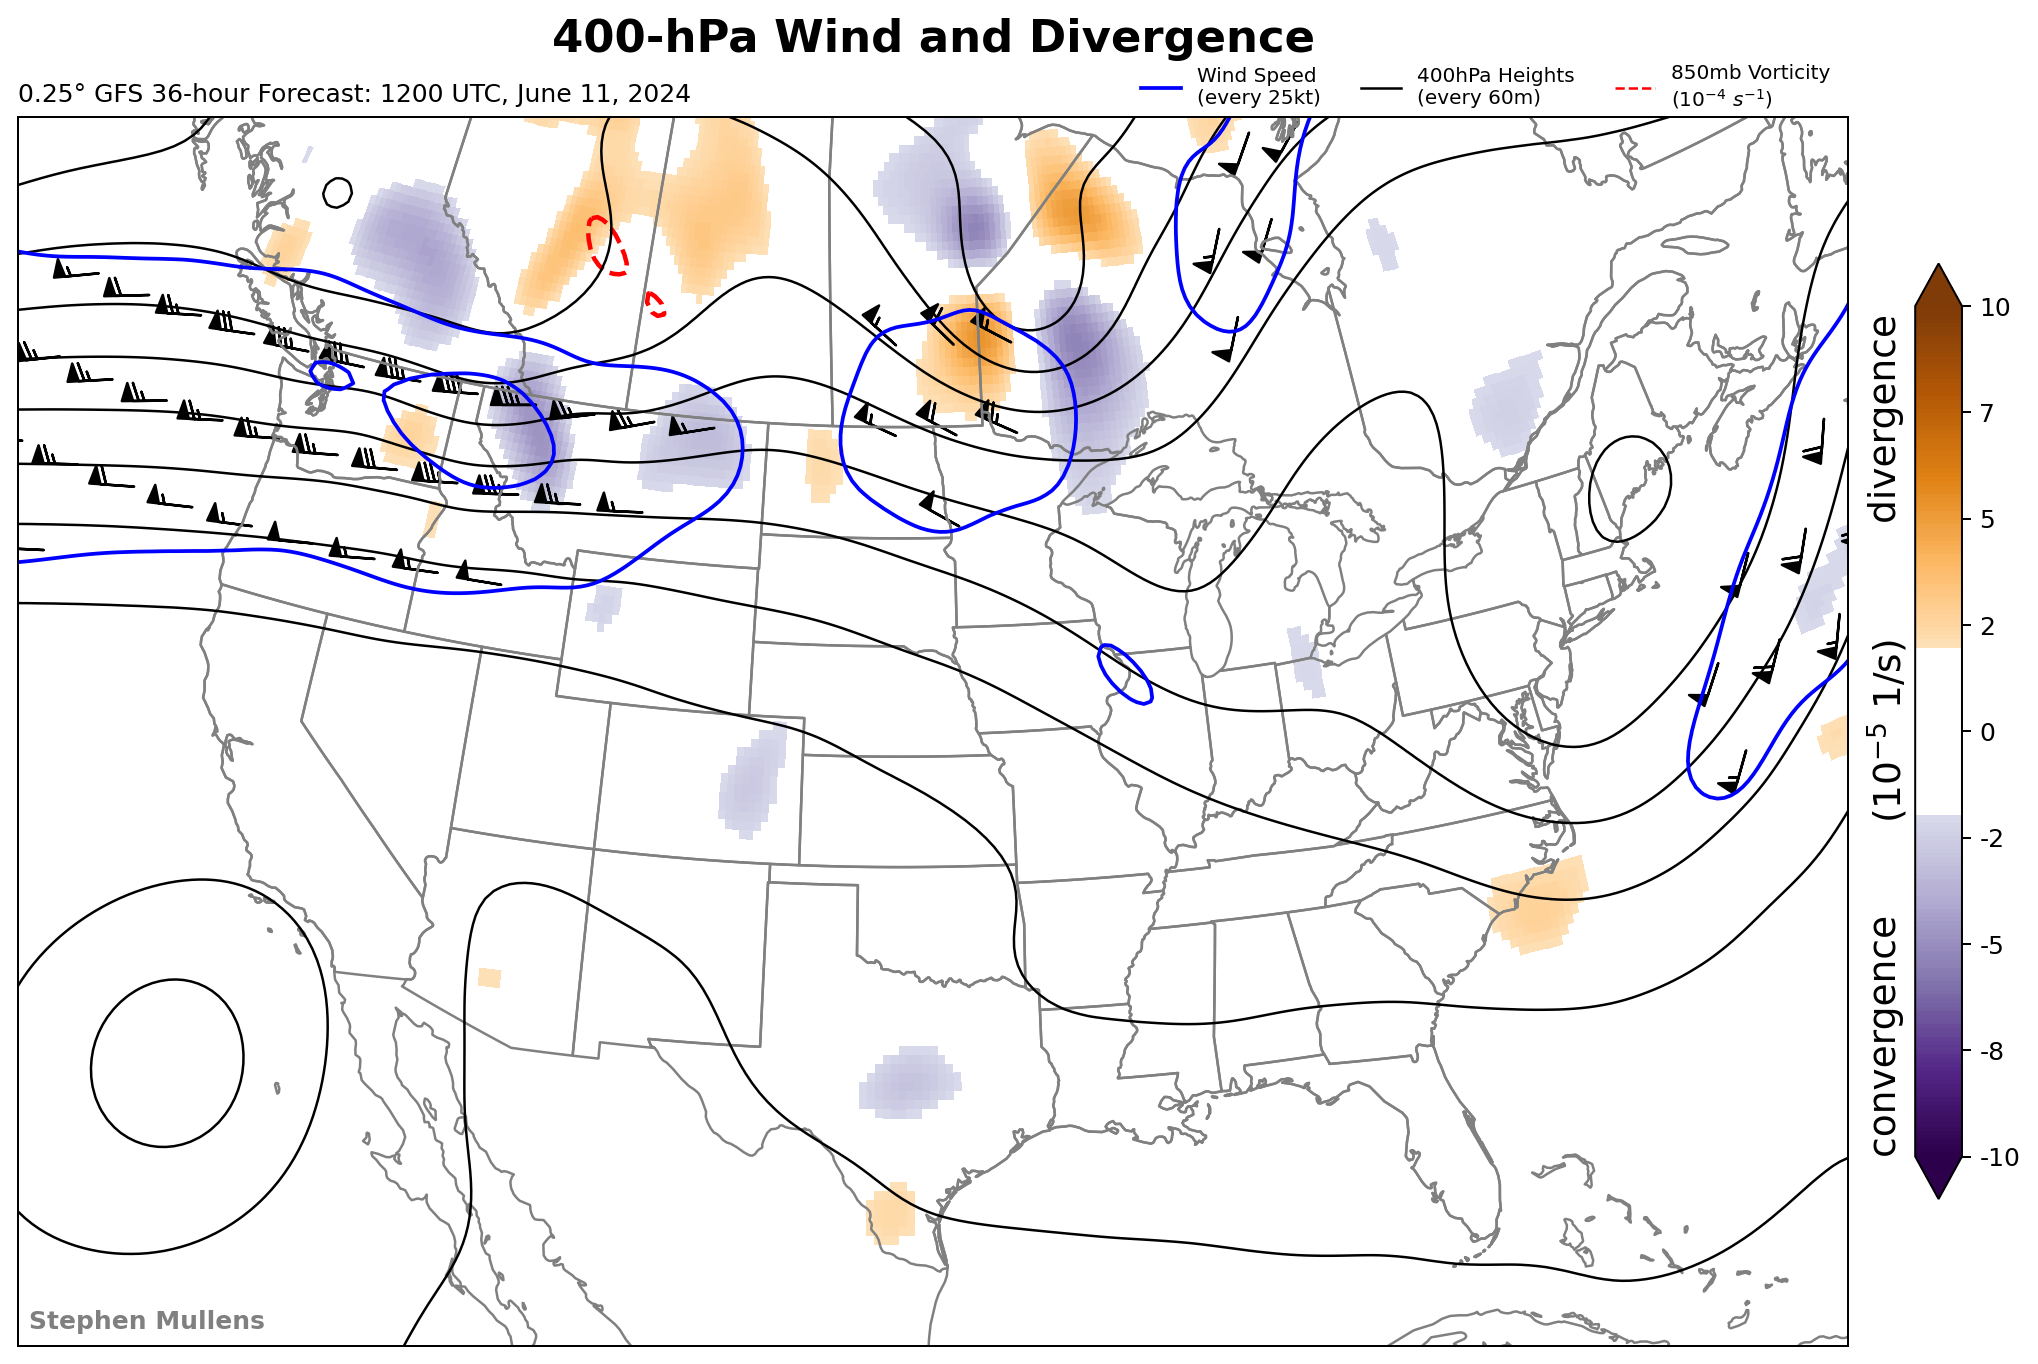 400-hPa Wind and Divergence
0.25° GFS 36-hour Forecast: 1200 UTC, June 11, 2024
Wind Speed
(every 25kt)
400hPa Heights
(every 60m)
850mb Vorticity
(10⁻⁴ s⁻¹)
10
7
5
2
0
-2
-5
-8
-10
convergence (10⁻⁵ 1/s) divergence
Stephen Mullens